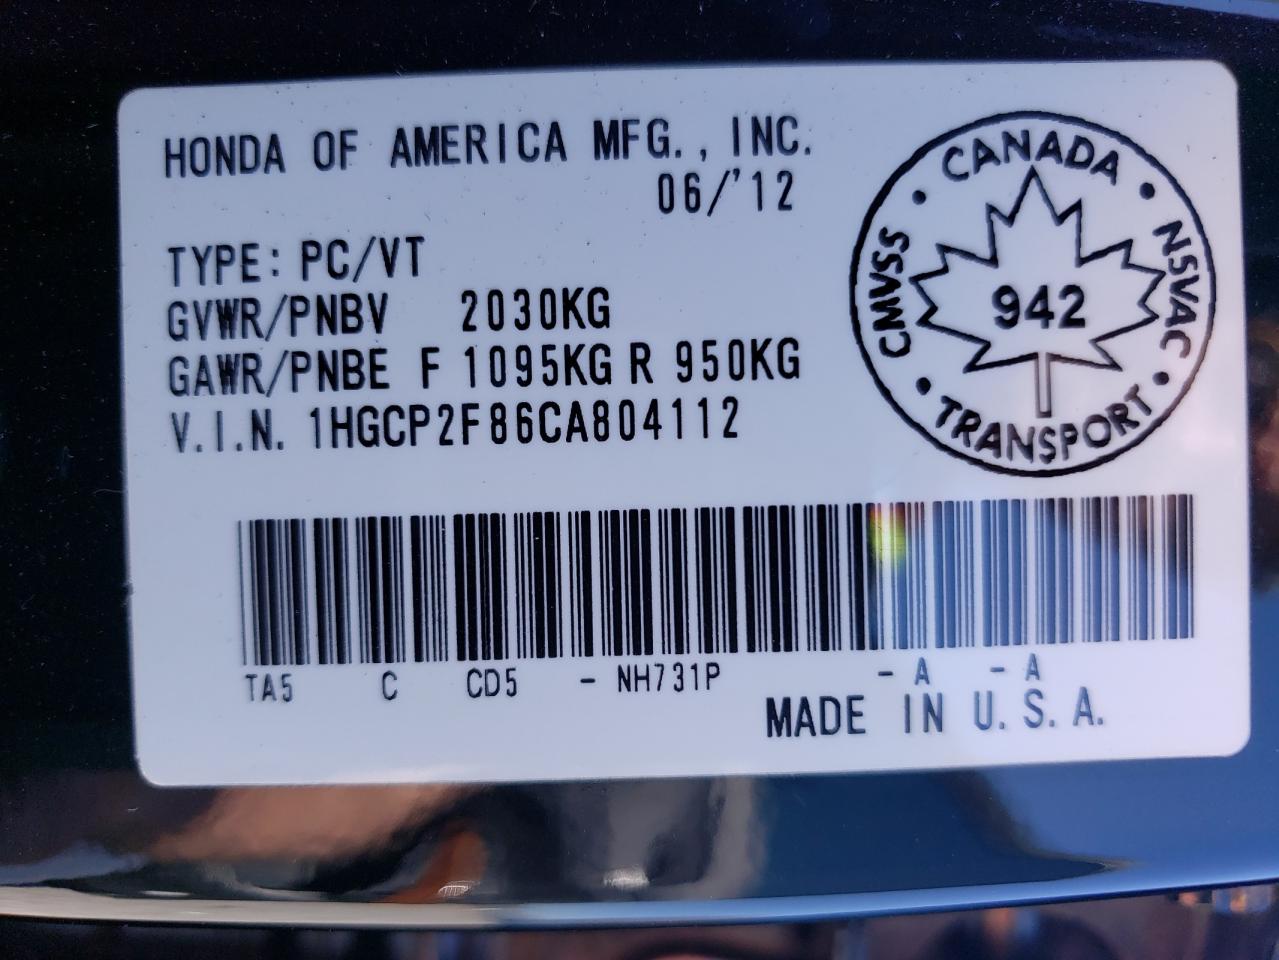 HONDA OF AMERICA MFG., INC.
06/'12
TYPE: PC/VT
GVWR/PNBV 2030KG
GAWR/PNBE F 1095KG R 950KG
V.I.N. 1HGCP2F86CA804112
CANADA
CMVSS
942
NSVAC
TRANSPORT
TA5 C CD5 - NH731P - A - A
MADE IN U.S.A.